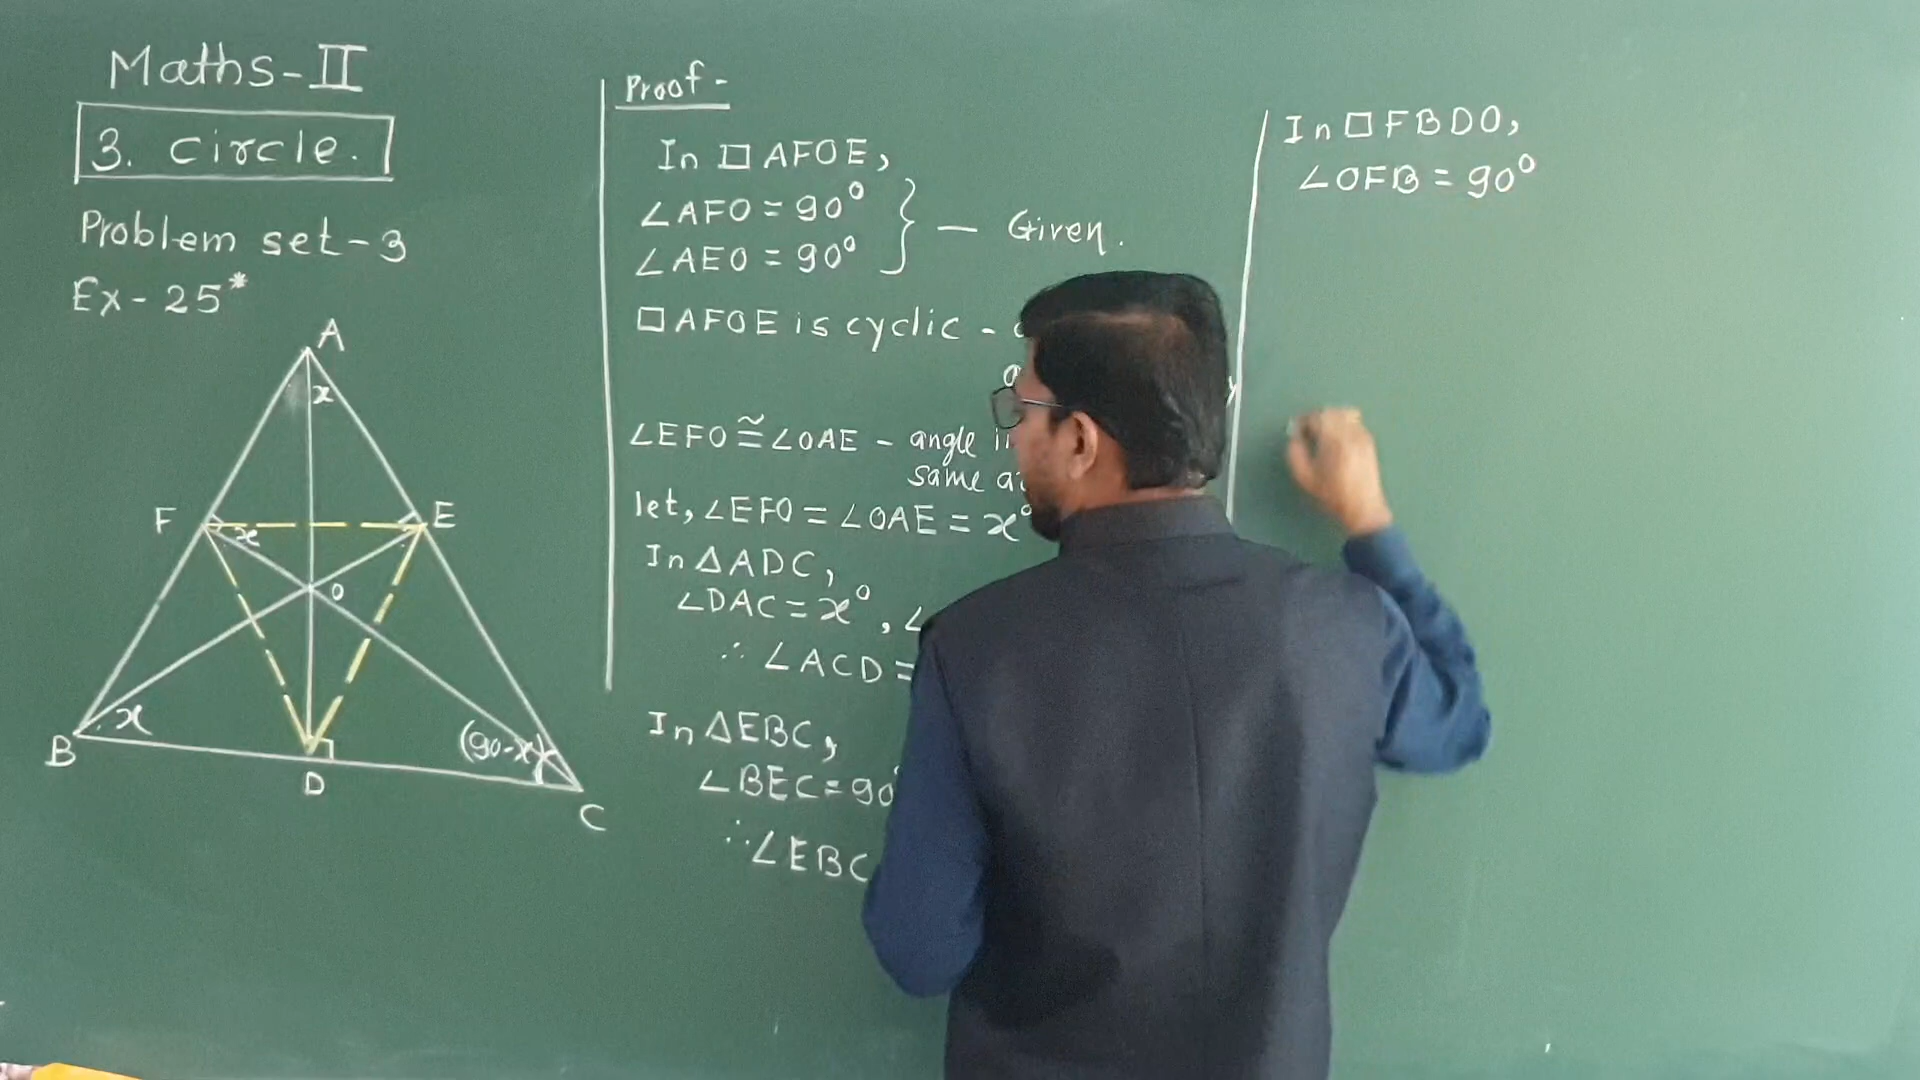 Maths-II
3. circle.
Problem set-3
Ex-25*
A
x
F
E
x
O
B
x
(90-x)
D
C
Proof-
In □AFOE,
∠AFO = 90°
∠AEO = 90°
} — Given.
□AFOE is cyclic -
∠EFO ≅ ∠OAE - angle
same
let, ∠EFO = ∠OAE = x°
In △ADC,
∠DAC = x°, ∠
∴ ∠ACD =
In △EBC,
∠BEC = 90°
∴ ∠EBC
In □FBDO,
∠OFB = 90°